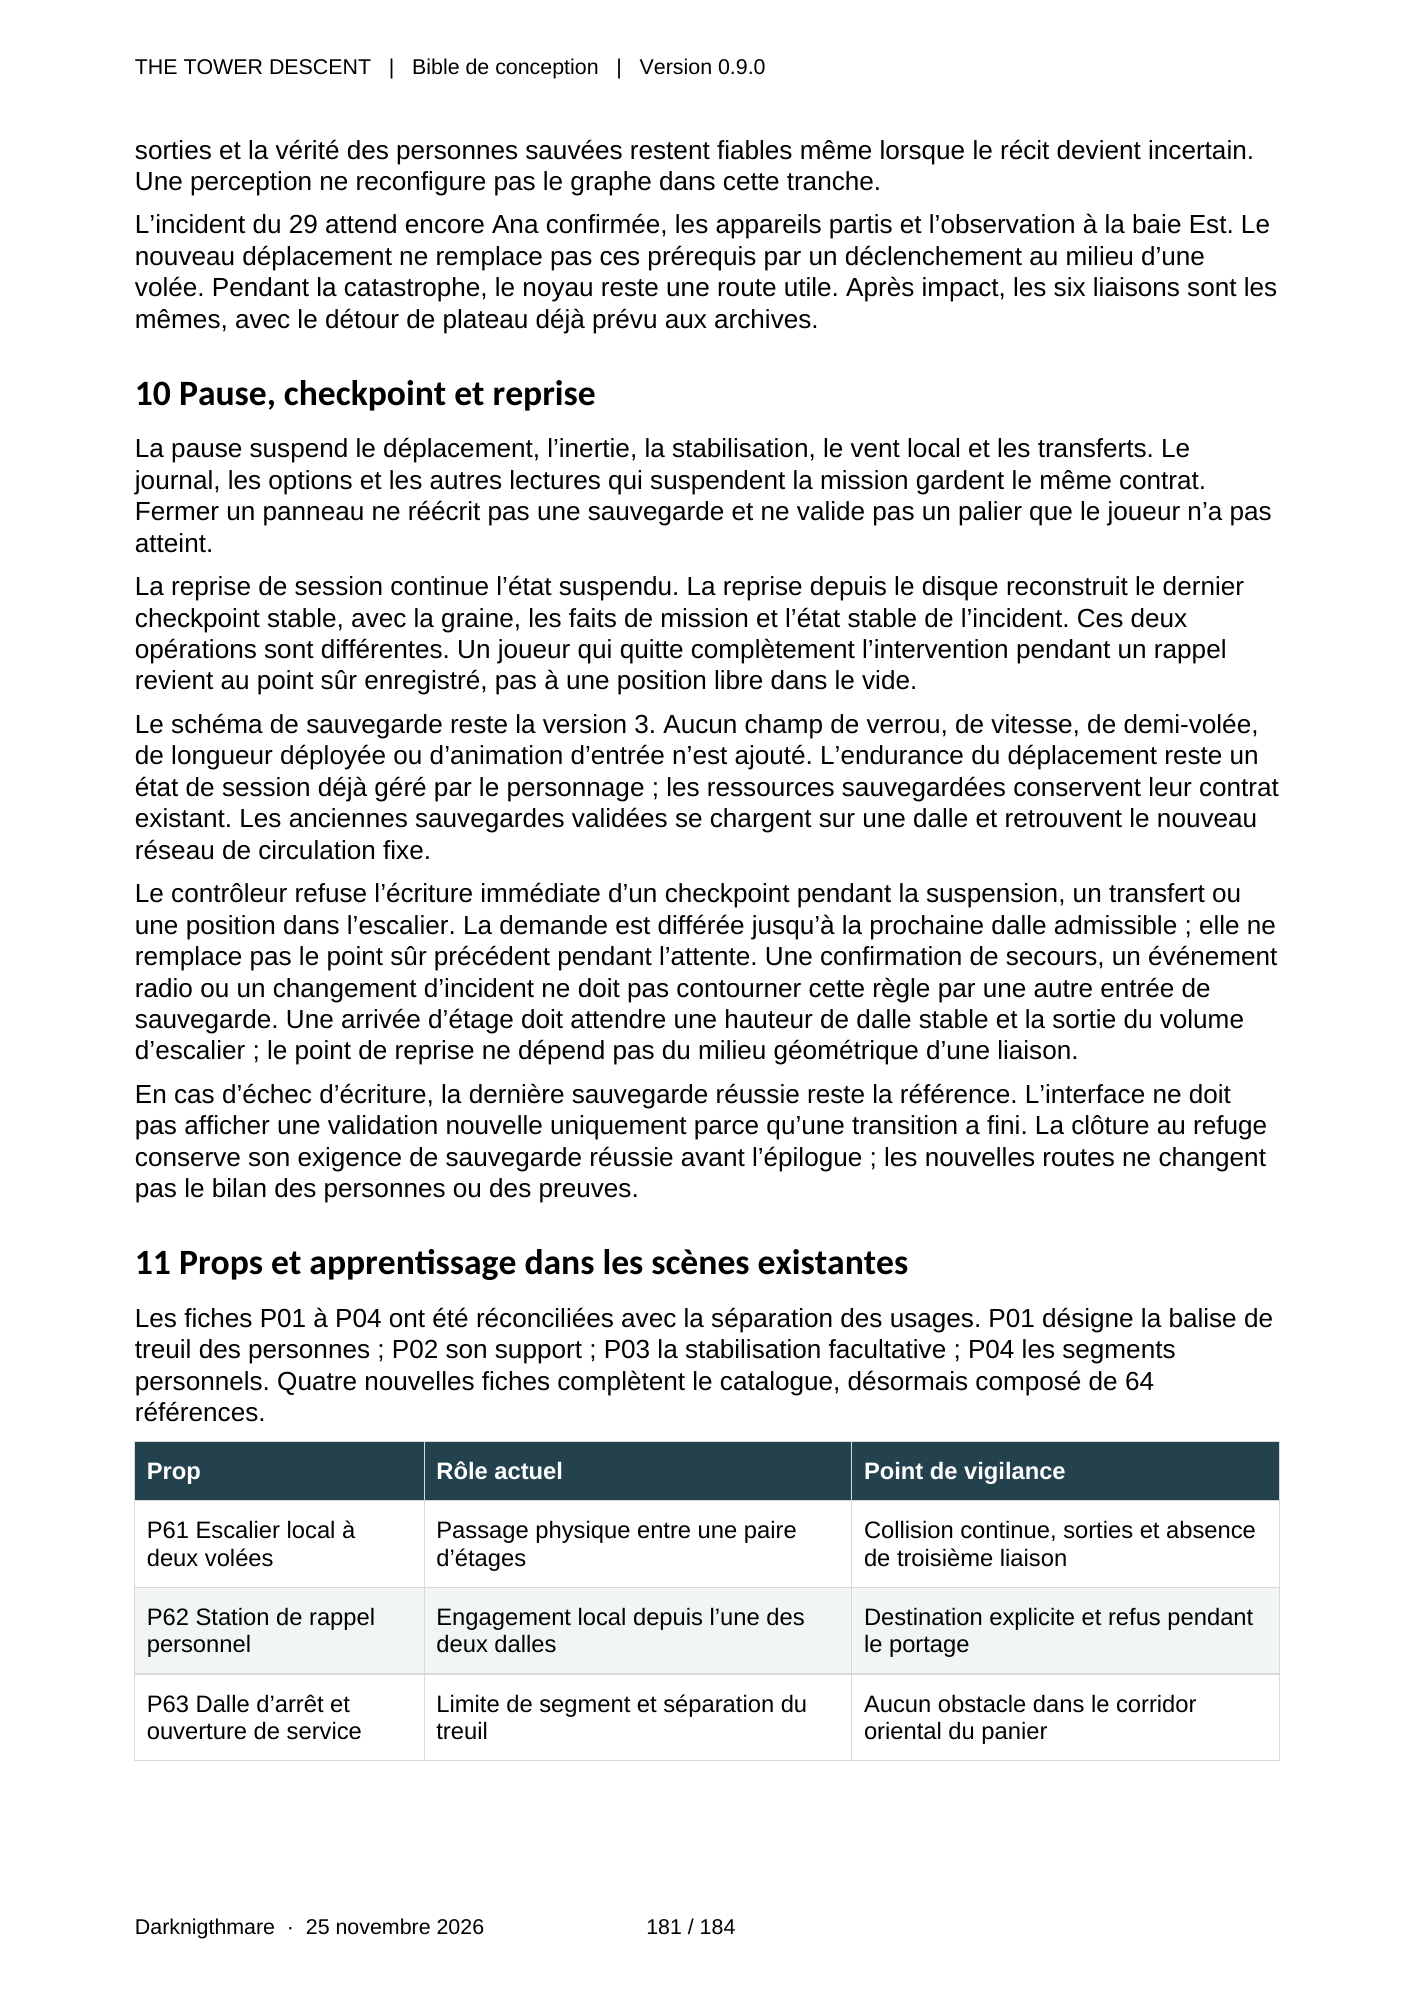 THE TOWER DESCENT | Bible de conception | Version 0.9.0
sorties et la vérité des personnes sauvées restent fiables même lorsque le récit devient incertain.
Une perception ne reconfigure pas le graphe dans cette tranche.
L’incident du 29 attend encore Ana confirmée, les appareils partis et l’observation à la baie Est. Le
nouveau déplacement ne remplace pas ces prérequis par un déclenchement au milieu d’une
volée. Pendant la catastrophe, le noyau reste une route utile. Après impact, les six liaisons sont les
mêmes, avec le détour de plateau déjà prévu aux archives.
10 Pause, checkpoint et reprise
La pause suspend le déplacement, l’inertie, la stabilisation, le vent local et les transferts. Le
journal, les options et les autres lectures qui suspendent la mission gardent le même contrat.
Fermer un panneau ne réécrit pas une sauvegarde et ne valide pas un palier que le joueur n’a pas
atteint.
La reprise de session continue l’état suspendu. La reprise depuis le disque reconstruit le dernier
checkpoint stable, avec la graine, les faits de mission et l’état stable de l’incident. Ces deux
opérations sont différentes. Un joueur qui quitte complètement l’intervention pendant un rappel
revient au point sûr enregistré, pas à une position libre dans le vide.
Le schéma de sauvegarde reste la version 3. Aucun champ de verrou, de vitesse, de demi-volée,
de longueur déployée ou d’animation d’entrée n’est ajouté. L’endurance du déplacement reste un
état de session déjà géré par le personnage ; les ressources sauvegardées conservent leur contrat
existant. Les anciennes sauvegardes validées se chargent sur une dalle et retrouvent le nouveau
réseau de circulation fixe.
Le contrôleur refuse l’écriture immédiate d’un checkpoint pendant la suspension, un transfert ou
une position dans l’escalier. La demande est différée jusqu’à la prochaine dalle admissible ; elle ne
remplace pas le point sûr précédent pendant l’attente. Une confirmation de secours, un événement
radio ou un changement d’incident ne doit pas contourner cette règle par une autre entrée de
sauvegarde. Une arrivée d’étage doit attendre une hauteur de dalle stable et la sortie du volume
d’escalier ; le point de reprise ne dépend pas du milieu géométrique d’une liaison.
En cas d’échec d’écriture, la dernière sauvegarde réussie reste la référence. L’interface ne doit
pas afficher une validation nouvelle uniquement parce qu’une transition a fini. La clôture au refuge
conserve son exigence de sauvegarde réussie avant l’épilogue ; les nouvelles routes ne changent
pas le bilan des personnes ou des preuves.
11 Props et apprentissage dans les scènes existantes
Les fiches P01 à P04 ont été réconciliées avec la séparation des usages. P01 désigne la balise de
treuil des personnes ; P02 son support ; P03 la stabilisation facultative ; P04 les segments
personnels. Quatre nouvelles fiches complètent le catalogue, désormais composé de 64
références.
Prop Rôle actuel Point de vigilance
P61 Escalier local à
deux volées
Passage physique entre une paire
d’étages
Collision continue, sorties et absence
de troisième liaison
P62 Station de rappel
personnel
Engagement local depuis l’une des
deux dalles
Destination explicite et refus pendant
le portage
P63 Dalle d’arrêt et
ouverture de service
Limite de segment et séparation du
treuil
Aucun obstacle dans le corridor
oriental du panier
Darknigthmare · 25 novembre 2026 181 / 184